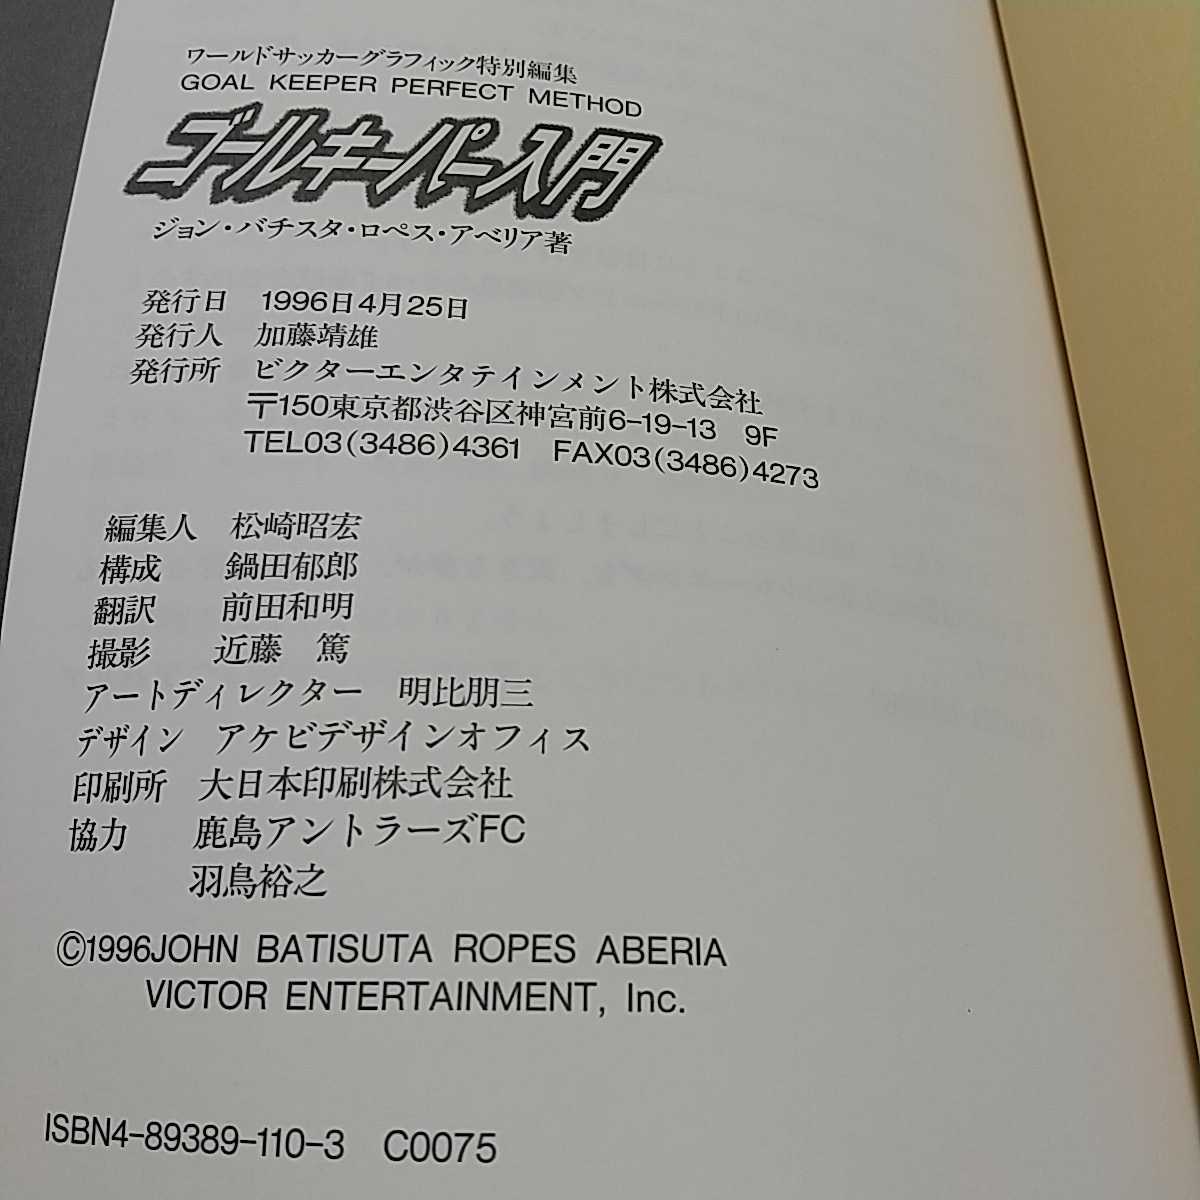 ワールドサッカーグラフィック特別編集
GOAL KEEPER PERFECT METHOD
ゴールキーパー入門
ジョン・バチスタ・ロペス・アベリア著
発行日 1996年4月25日
発行人 加藤靖雄
発行所 ビクターエンタテインメント株式会社
〒150東京都渋谷区神宮前6-19-13 9F
TEL03(3486)4361 FAX03(3486)4273
編集人 松崎昭宏
構成 鍋田郁郎
翻訳 前田和明
撮影 近藤 篤
アートディレクター 明比朋三
デザイン アケビデザインオフィス
印刷所 大日本印刷株式会社
協力 鹿島アントラーズFC
羽鳥裕之
©1996JOHN BATISUTA ROPES ABERIA
VICTOR ENTERTAINMENT, Inc.
ISBN4-89389-110-3 C0075